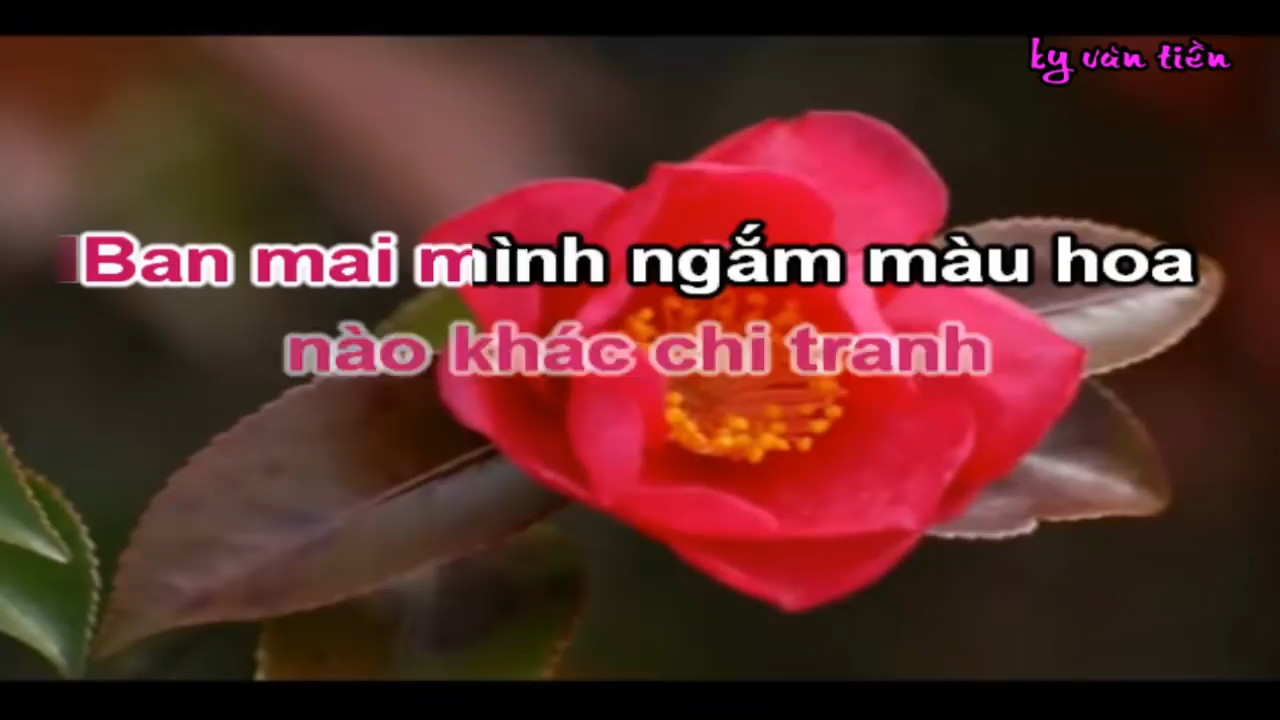 ky văn tiền
Ban mai mình ngắm màu hoa
nào khác chi tranh